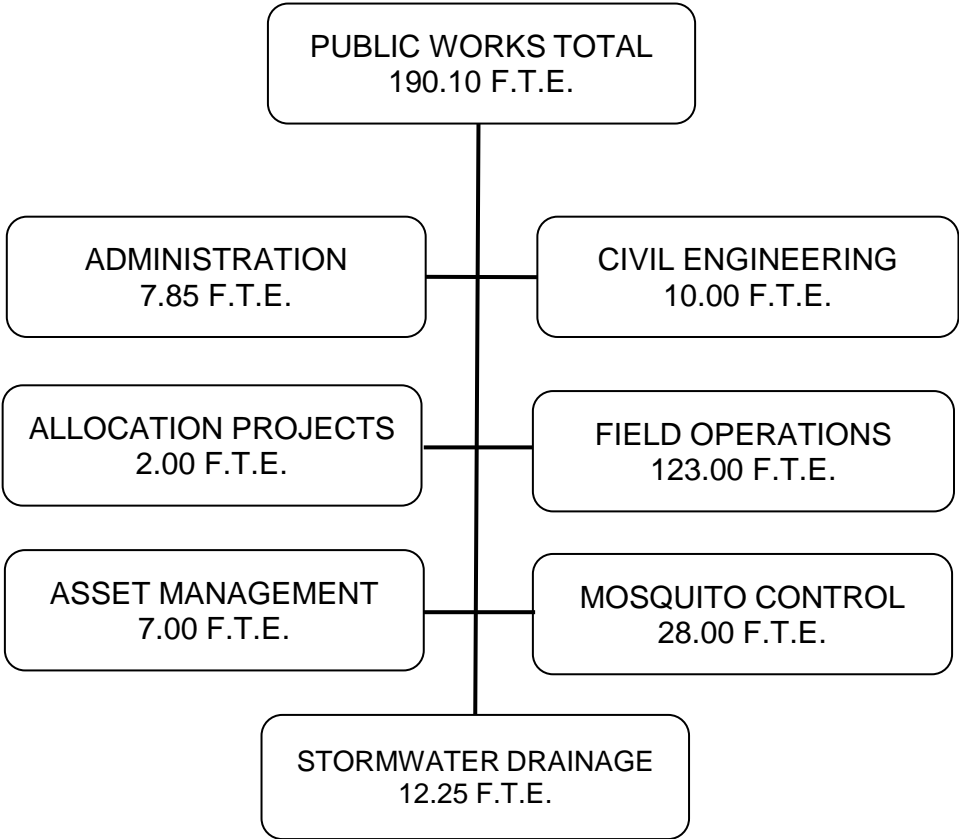 PUBLIC WORKS TOTAL
190.10 F.T.E.
ADMINISTRATION
7.85 F.T.E.
CIVIL ENGINEERING
10.00 F.T.E.
ALLOCATION PROJECTS
2.00 F.T.E.
FIELD OPERATIONS
123.00 F.T.E.
ASSET MANAGEMENT
7.00 F.T.E.
MOSQUITO CONTROL
28.00 F.T.E.
STORMWATER DRAINAGE
12.25 F.T.E.